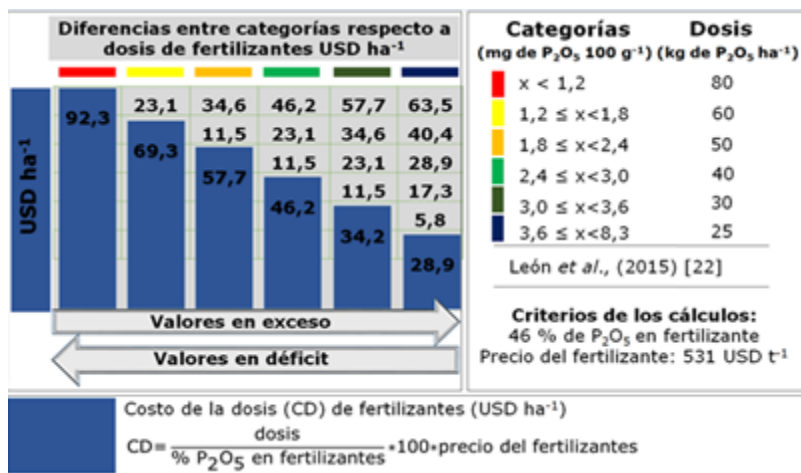 Diferencias entre categorías respecto a
dosis de fertilizantes USD ha⁻¹
USD ha⁻¹
92,3 23,1 34,6 46,2 57,7 63,5
69,3 11,5 23,1 34,6 40,4
57,7 11,5 23,1 28,9
46,2 11,5 17,3
34,2 5,8
28,9
Valores en exceso
Valores en déficit
Categorías Dosis
(mg de P₂O₅ 100 g⁻¹) (kg de P₂O₅ ha⁻¹)
x < 1,2 80
1,2 ≤ x<1,8 60
1,8 ≤ x<2,4 50
2,4 ≤ x<3,0 40
3,0 ≤ x<3,6 30
3,6 ≤ x<8,3 25
León et al., (2015) [22]
Criterios de los cálculos:
46 % de P₂O₅ en fertilizante
Precio del fertilizante: 531 USD t⁻¹
Costo de la dosis (CD) de fertilizantes (USD ha⁻¹)
dosis
CD=————*100*precio del fertilizantes
% P₂O₅ en fertilizantes